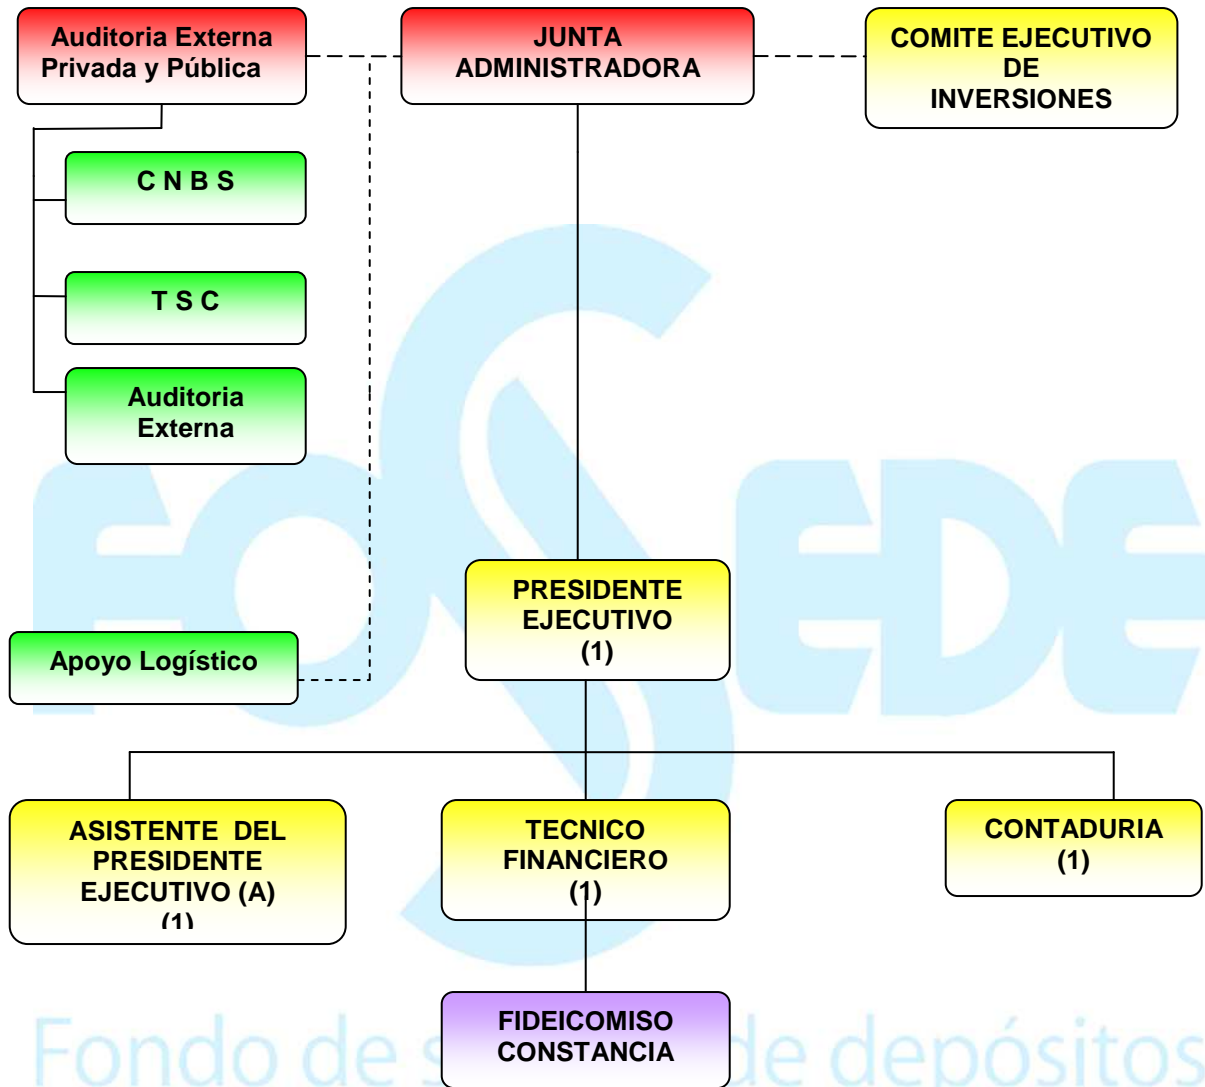 Auditoria Externa
Privada y Pública
JUNTA
ADMINISTRADORA
COMITE EJECUTIVO
DE
INVERSIONES
C N B S
T S C
Auditoria
Externa
PRESIDENTE
EJECUTIVO
(1)
Apoyo Logístico
ASISTENTE DEL
PRESIDENTE
EJECUTIVO (A)
(1)
TECNICO
FINANCIERO
(1)
CONTADURIA
(1)
FIDEICOMISO
CONSTANCIA
FOSEDE
Fondo de s de depósitos